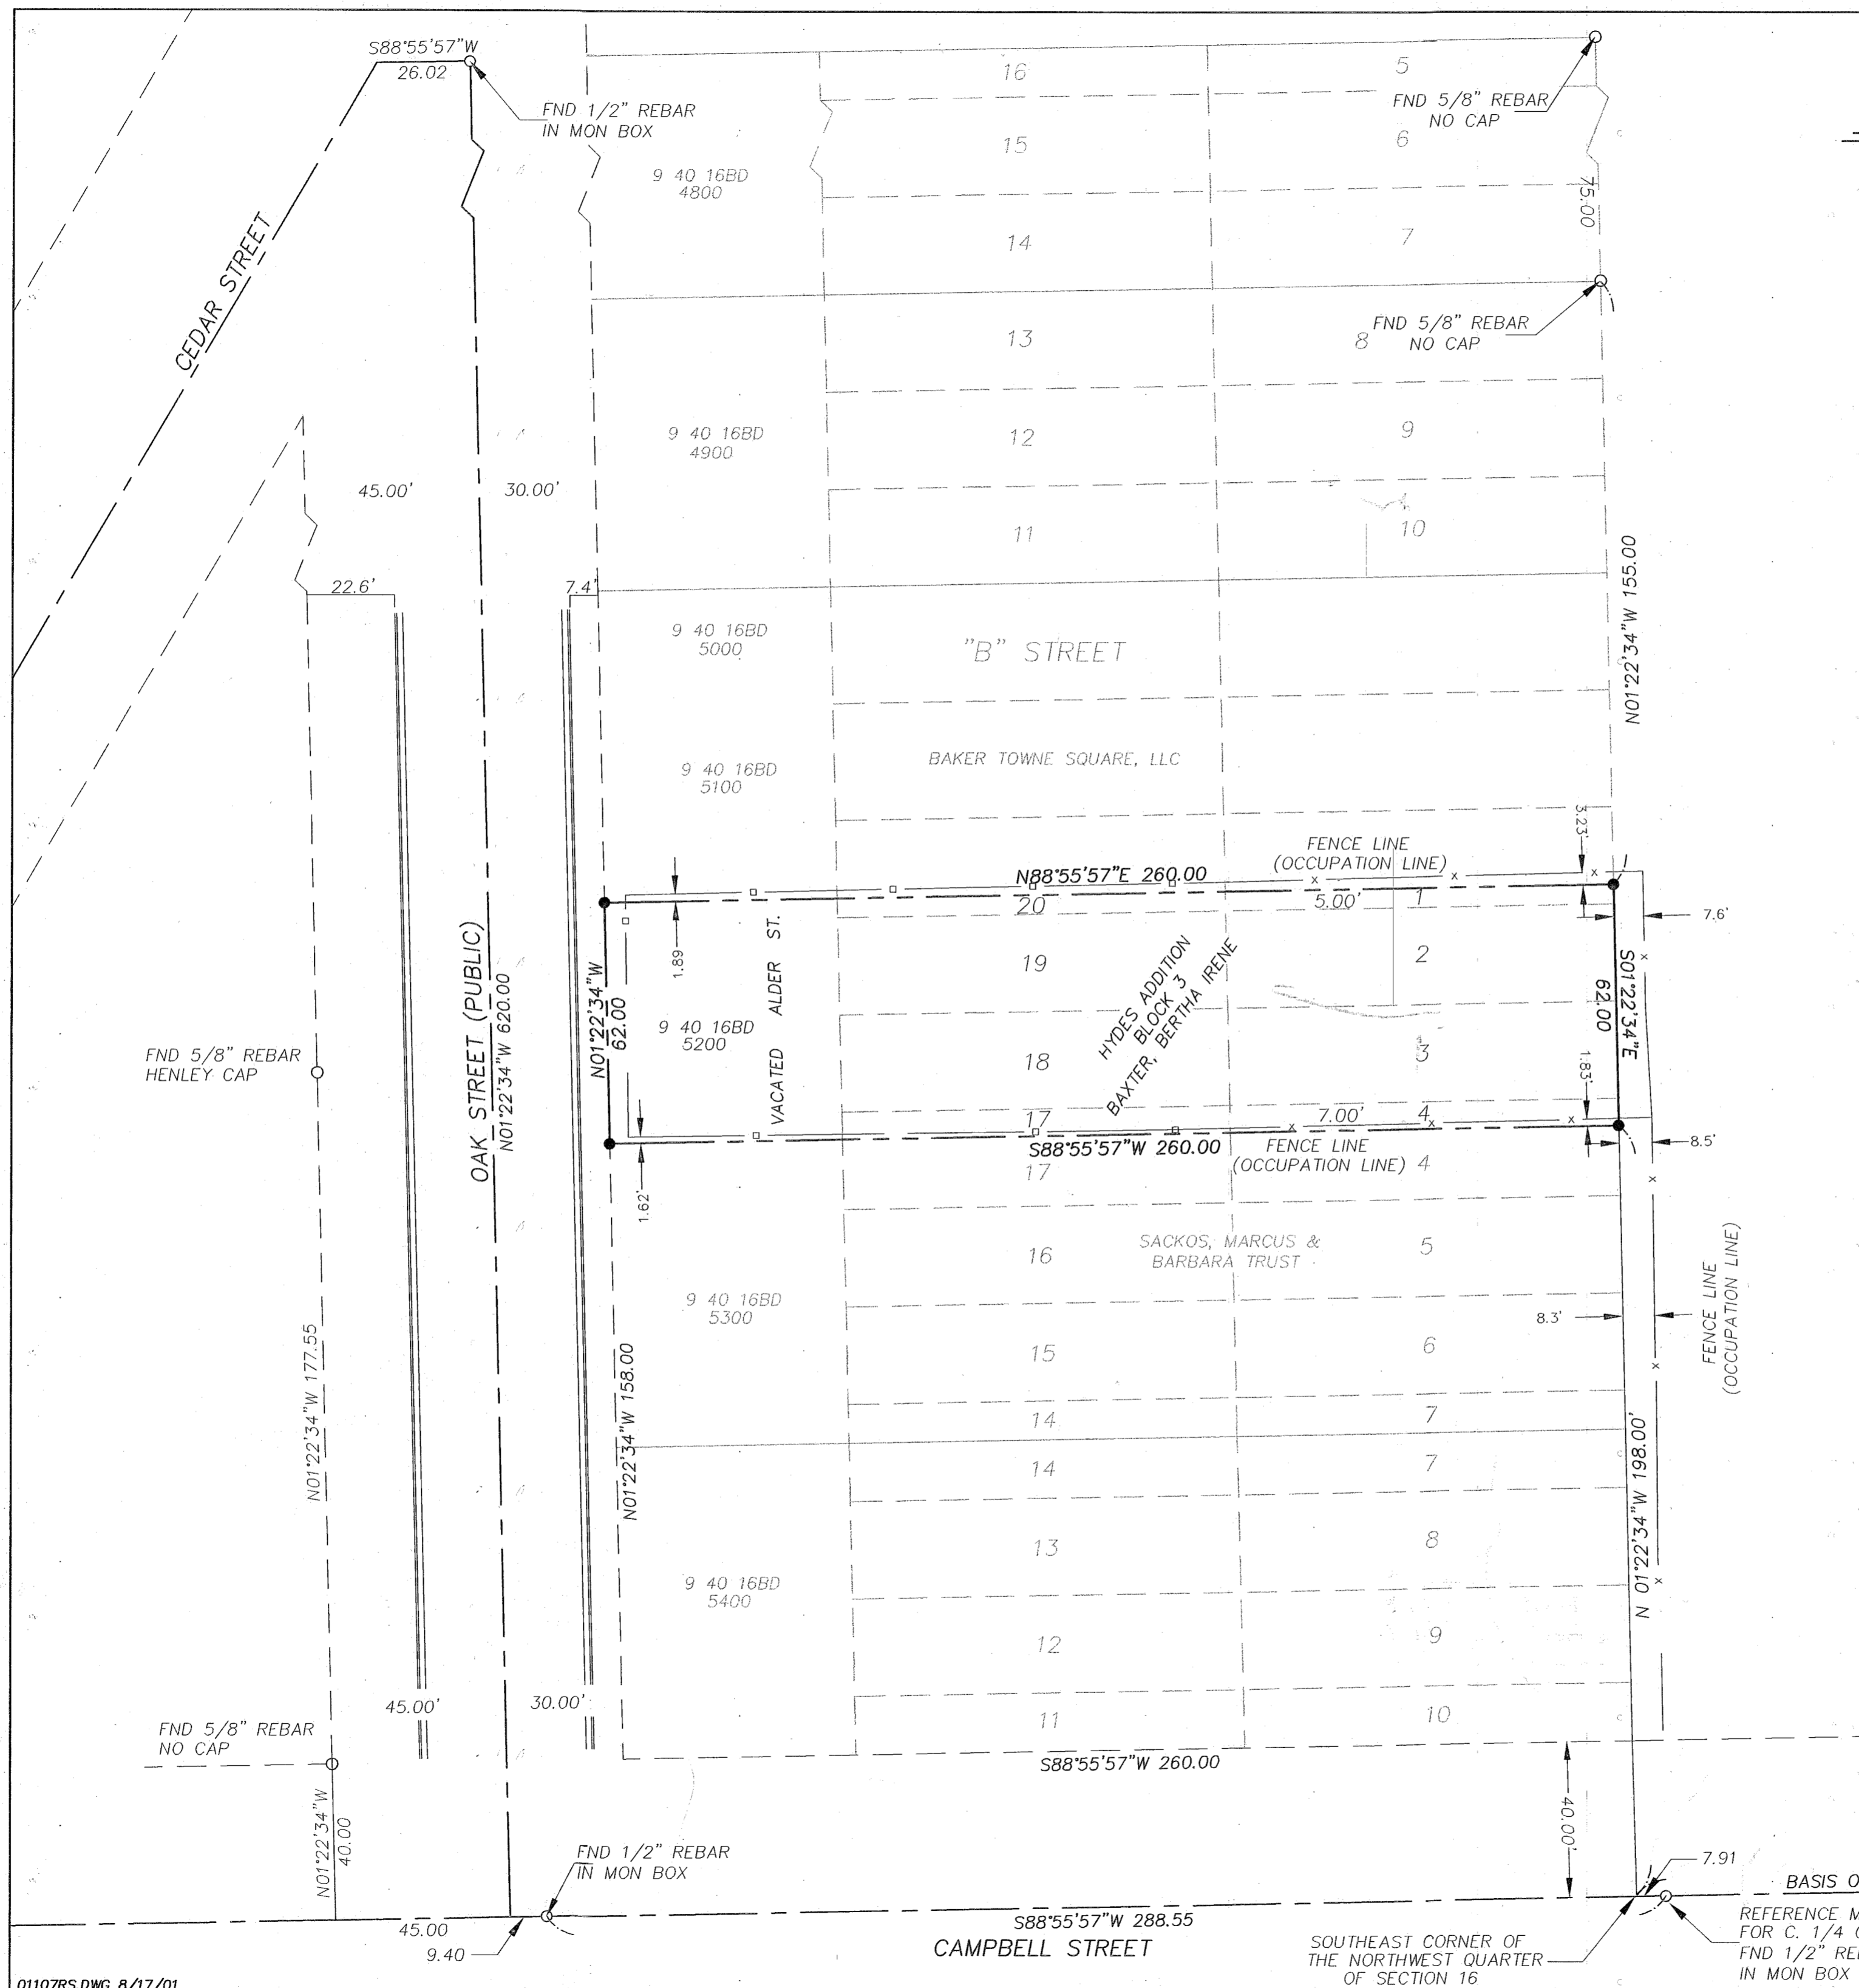 S88°55'57"W
26.02
FND 1/2" REBAR
IN MON BOX
16
5
FND 5/8" REBAR
NO CAP
15
6
9 40 16BD
4800
75.00
14
7
CEDAR STREET
13
8
FND 5/8" REBAR
NO CAP
9 40 16BD
4900
12
9
45.00'
30.00'
11
10
N01°22'34"W 155.00
22.6'
7.4'
9 40 16BD
5000
"B" STREET
9 40 16BD
5100
BAKER TOWNE SQUARE, LLC
3.23'
FENCE LINE
(OCCUPATION LINE)
N88°55'57"E 260.00
20
5.00'
1
7.6'
1.89
VACATED ALDER ST.
19
2
HYDES ADDITION
BLOCK 3
BAXTER, BERTHA IRENE
S01°22'34"E
62.00
N01°22'34"W
62.00
9 40 16BD
5200
OAK STREET (PUBLIC)
N01°22'34"W 620.00
FND 5/8" REBAR
HENLEY CAP
18
3
1.83'
17
7.00'
4
S88°55'57"W 260.00
FENCE LINE
(OCCUPATION LINE)
8.5'
17
4
1.62'
16
SACKOS, MARCUS &
BARBARA TRUST
5
9 40 16BD
5300
8.3'
FENCE LINE
(OCCUPATION LINE)
15
6
N01°22'34"W 177.55
N01°22'34"W 158.00
14
7
14
7
N 01°22'34"W 198.00'
13
8
9 40 16BD
5400
12
9
45.00'
30.00'
11
10
FND 5/8" REBAR
NO CAP
S88°55'57"W 260.00
40.00'
N01°22'34"W
40.00
FND 1/2" REBAR
IN MON BOX
7.91
BASIS O
45.00
9.40
S88°55'57"W 288.55
CAMPBELL STREET
SOUTHEAST CORNER OF
THE NORTHWEST QUARTER
OF SECTION 16
REFERENCE M
FOR C. 1/4 C
FND 1/2" RE
IN MON BOX
01107RS.DWG 8/17/01